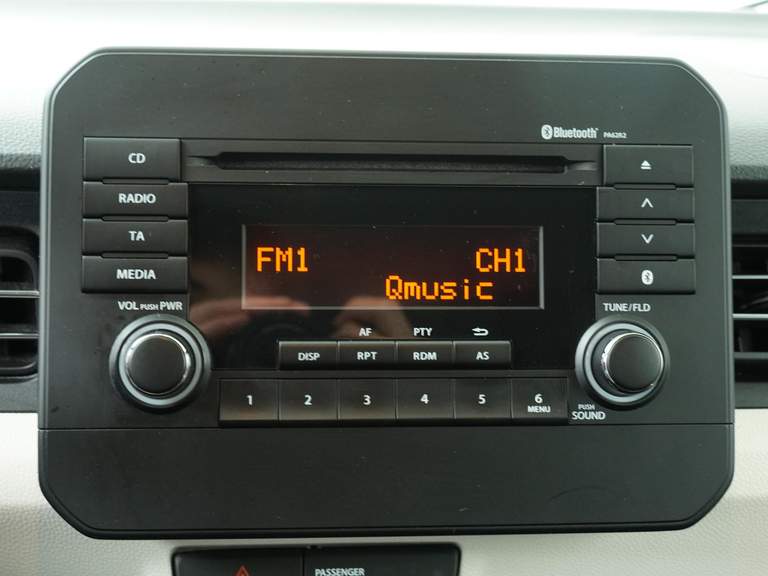 Bluetooth PA62R2
CD
RADIO
TA
MEDIA
FM1 CH1
Qmusic
VOL PUSH PWR
TUNE/FLD
AF PTY
DISP RPT RDM AS
1 2 3 4 5 6
MENU
PUSH
SOUND
PASSENGER